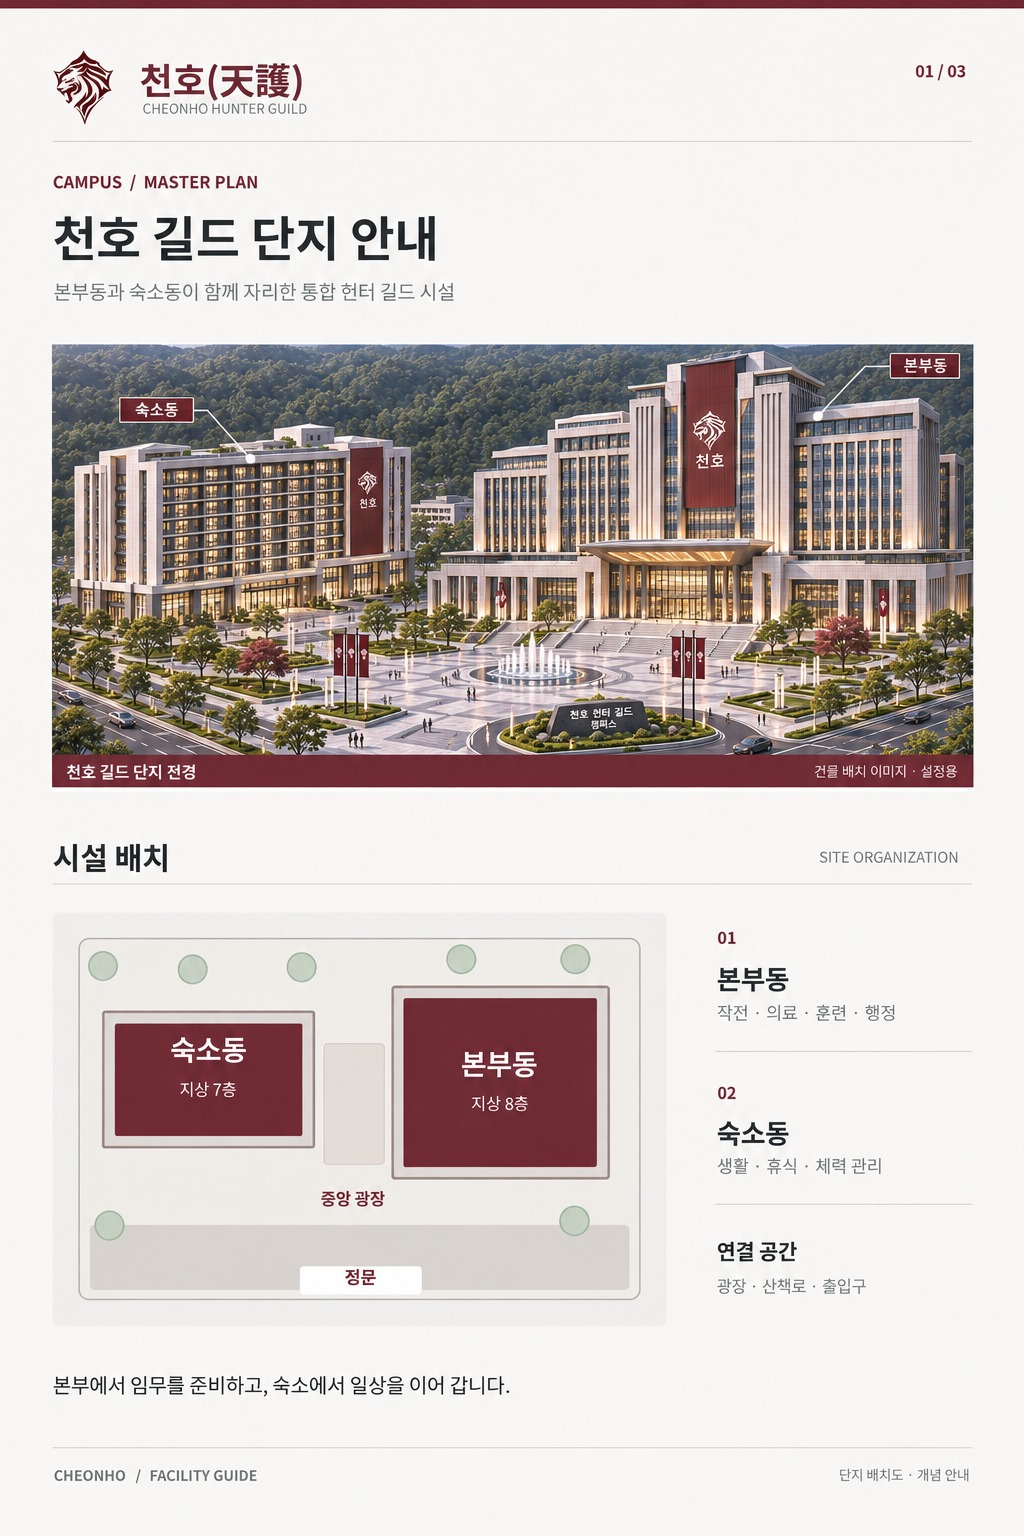 천호(天護)
CHEONHO HUNTER GUILD
01 / 03
CAMPUS / MASTER PLAN
천호 길드 단지 안내
본부동과 숙소동이 함께 자리한 통합 헌터 길드 시설
숙소동
본부동
천호
천호
천호 헌터 길드
캠퍼스
천호 길드 단지 전경
건물 배치 이미지 · 설정용
시설 배치
SITE ORGANIZATION
숙소동
지상 7층
본부동
지상 8층
중앙 광장
정문
01
본부동
작전 · 의료 · 훈련 · 행정
02
숙소동
생활 · 휴식 · 체력 관리
연결 공간
광장 · 산책로 · 출입구
본부에서 임무를 준비하고, 숙소에서 일상을 이어 갑니다.
CHEONHO / FACILITY GUIDE
단지 배치도 · 개념 안내